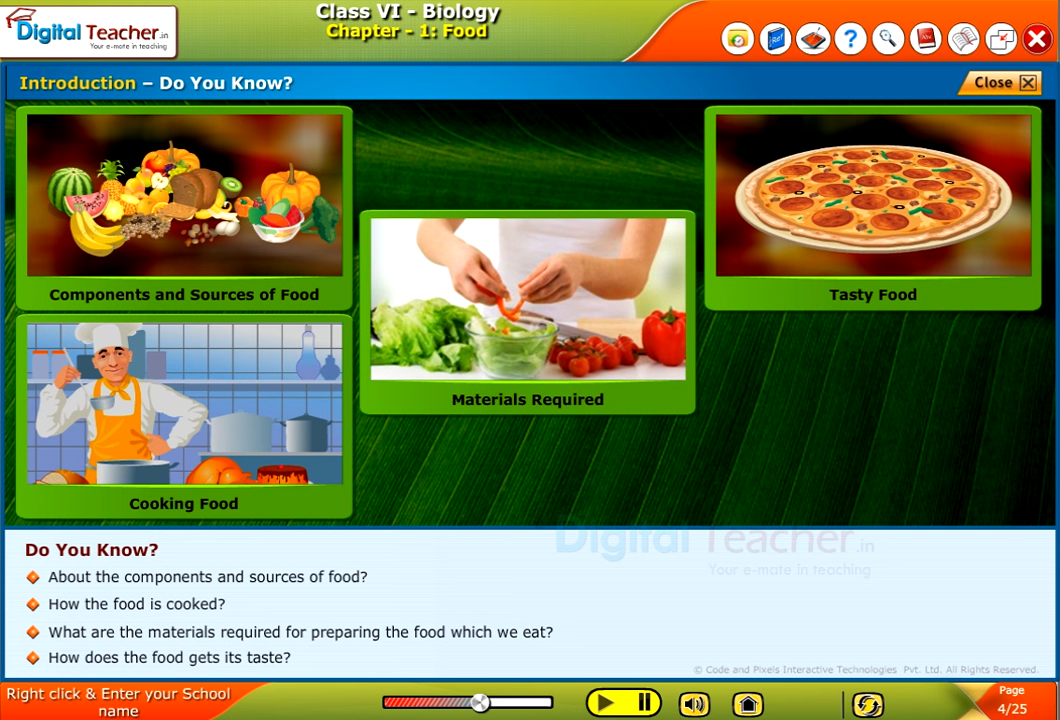 Digital Teacher.in
Your e-mate in teaching
Class VI - Biology
Chapter - 1: Food
Introduction – Do You Know?
Close
Components and Sources of Food
Tasty Food
Materials Required
Cooking Food
Do You Know?
About the components and sources of food?
How the food is cooked?
What are the materials required for preparing the food which we eat?
How does the food gets its taste?
Digital Teacher.in
Your e-mate in teaching
© Code and Pixels Interactive Technologies Pvt. Ltd. All Rights Reserved.
Right click & Enter your School
name
Page
4/25